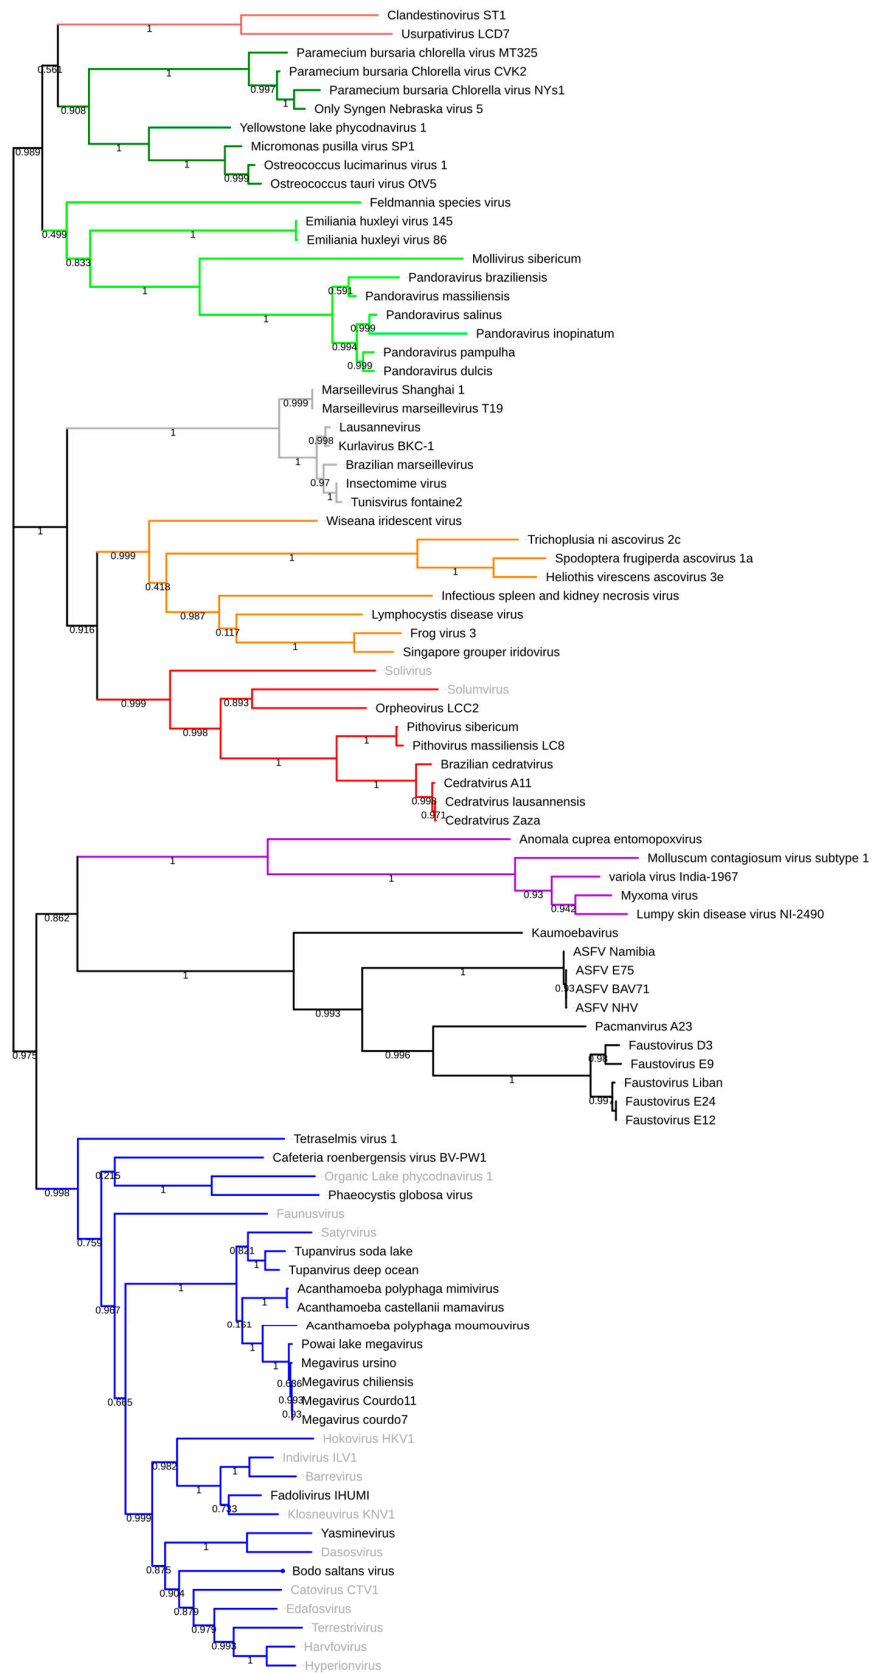 Clandestinovirus ST1
1
Usurpativirus LCD7
Paramecium bursaria chlorella virus MT325
0.561
1
Paramecium bursaria Chlorella virus CVK2
0.997
Paramecium bursaria Chlorella virus NYs1
1
0.908
Only Syngen Nebraska virus 5
Yellowstone lake phycodnavirus 1
1
Micromonas pusilla virus SP1
0.989
1
Ostreococcus lucimarinus virus 1
0.999
Ostreococcus tauri virus OtV5
Feldmannia species virus
Emiliania huxleyi virus 145
0.499
1
Emiliania huxleyi virus 86
0.833
Mollivirus sibericum
Pandoravirus braziliensis
1
0.591
Pandoravirus massiliensis
1
Pandoravirus salinus
0.999
Pandoravirus inopinatum
0.994
Pandoravirus pampulha
0.999
Pandoravirus dulcis
Marseillevirus Shanghai 1
0.999
Marseillevirus marseillevirus T19
1
Lausannevirus
0.998
Kurlavirus BKC-1
1
Brazilian marseillevirus
0.97
Insectomime virus
1
Tunisvirus fontaine2
Wiseana iridescent virus
1
Trichoplusia ni ascovirus 2c
0.999
1
Spodoptera frugiperda ascovirus 1a
1
Heliothis virescens ascovirus 3e
0.418
Infectious spleen and kidney necrosis virus
0.987
Lymphocystis disease virus
0.916
0.117
Frog virus 3
1
Singapore grouper iridovirus
Solivirus
Solumvirus
0.999
0.893
Orpheovirus LCC2
Pithovirus sibericum
0.998
1
Pithovirus massiliensis LC8
1
Brazilian cedratvirus
1
Cedratvirus A11
0.998
Cedratvirus lausannensis
0.971
Cedratvirus Zaza
Anomala cuprea entomopoxvirus
1
Molluscum contagiosum virus subtype 1
1
variola virus India-1967
0.93
Myxoma virus
0.942
Lumpy skin disease virus NI-2490
0.862
Kaumoebavirus
ASFV Namibia
1
1
ASFV E75
0.93
ASFV BAV71
ASFV NHV
0.993
Pacmanvirus A23
Faustovirus D3
0.975
0.996
0.98
Faustovirus E9
1
Faustovirus Liban
0.997
Faustovirus E24
Faustovirus E12
Tetraselmis virus 1
Cafeteria roenbergensis virus BV-PW1
0.215
Organic Lake phycodnavirus 1
0.998
1
Phaeocystis globosa virus
Faunusvirus
Satyrvirus
0.759
0.821
Tupanvirus soda lake
1
Tupanvirus deep ocean
1
Acanthamoeba polyphaga mimivirus
1
Acanthamoeba castellanii mamavirus
0.967
0.161
Acanthamoeba polyphaga moumouvirus
1
Powai lake megavirus
1
Megavirus ursino
0.686
Megavirus chiliensis
0.665
0.993
Megavirus Courdo11
0.93
Megavirus courdo7
Hokovirus HKV1
Indivirus ILV1
0.982
1
Barrevirus
1
Fadolivirus IHUMI
0.733
Klosneuvirus KNV1
0.999
Yasminevirus
1
Dasosvirus
0.875
Bodo saltans virus
0.904
Catovirus CTV1
0.879
Edafosvirus
0.979
Terrestrivirus
0.993
Harvfovirus
1
Hyperionvirus